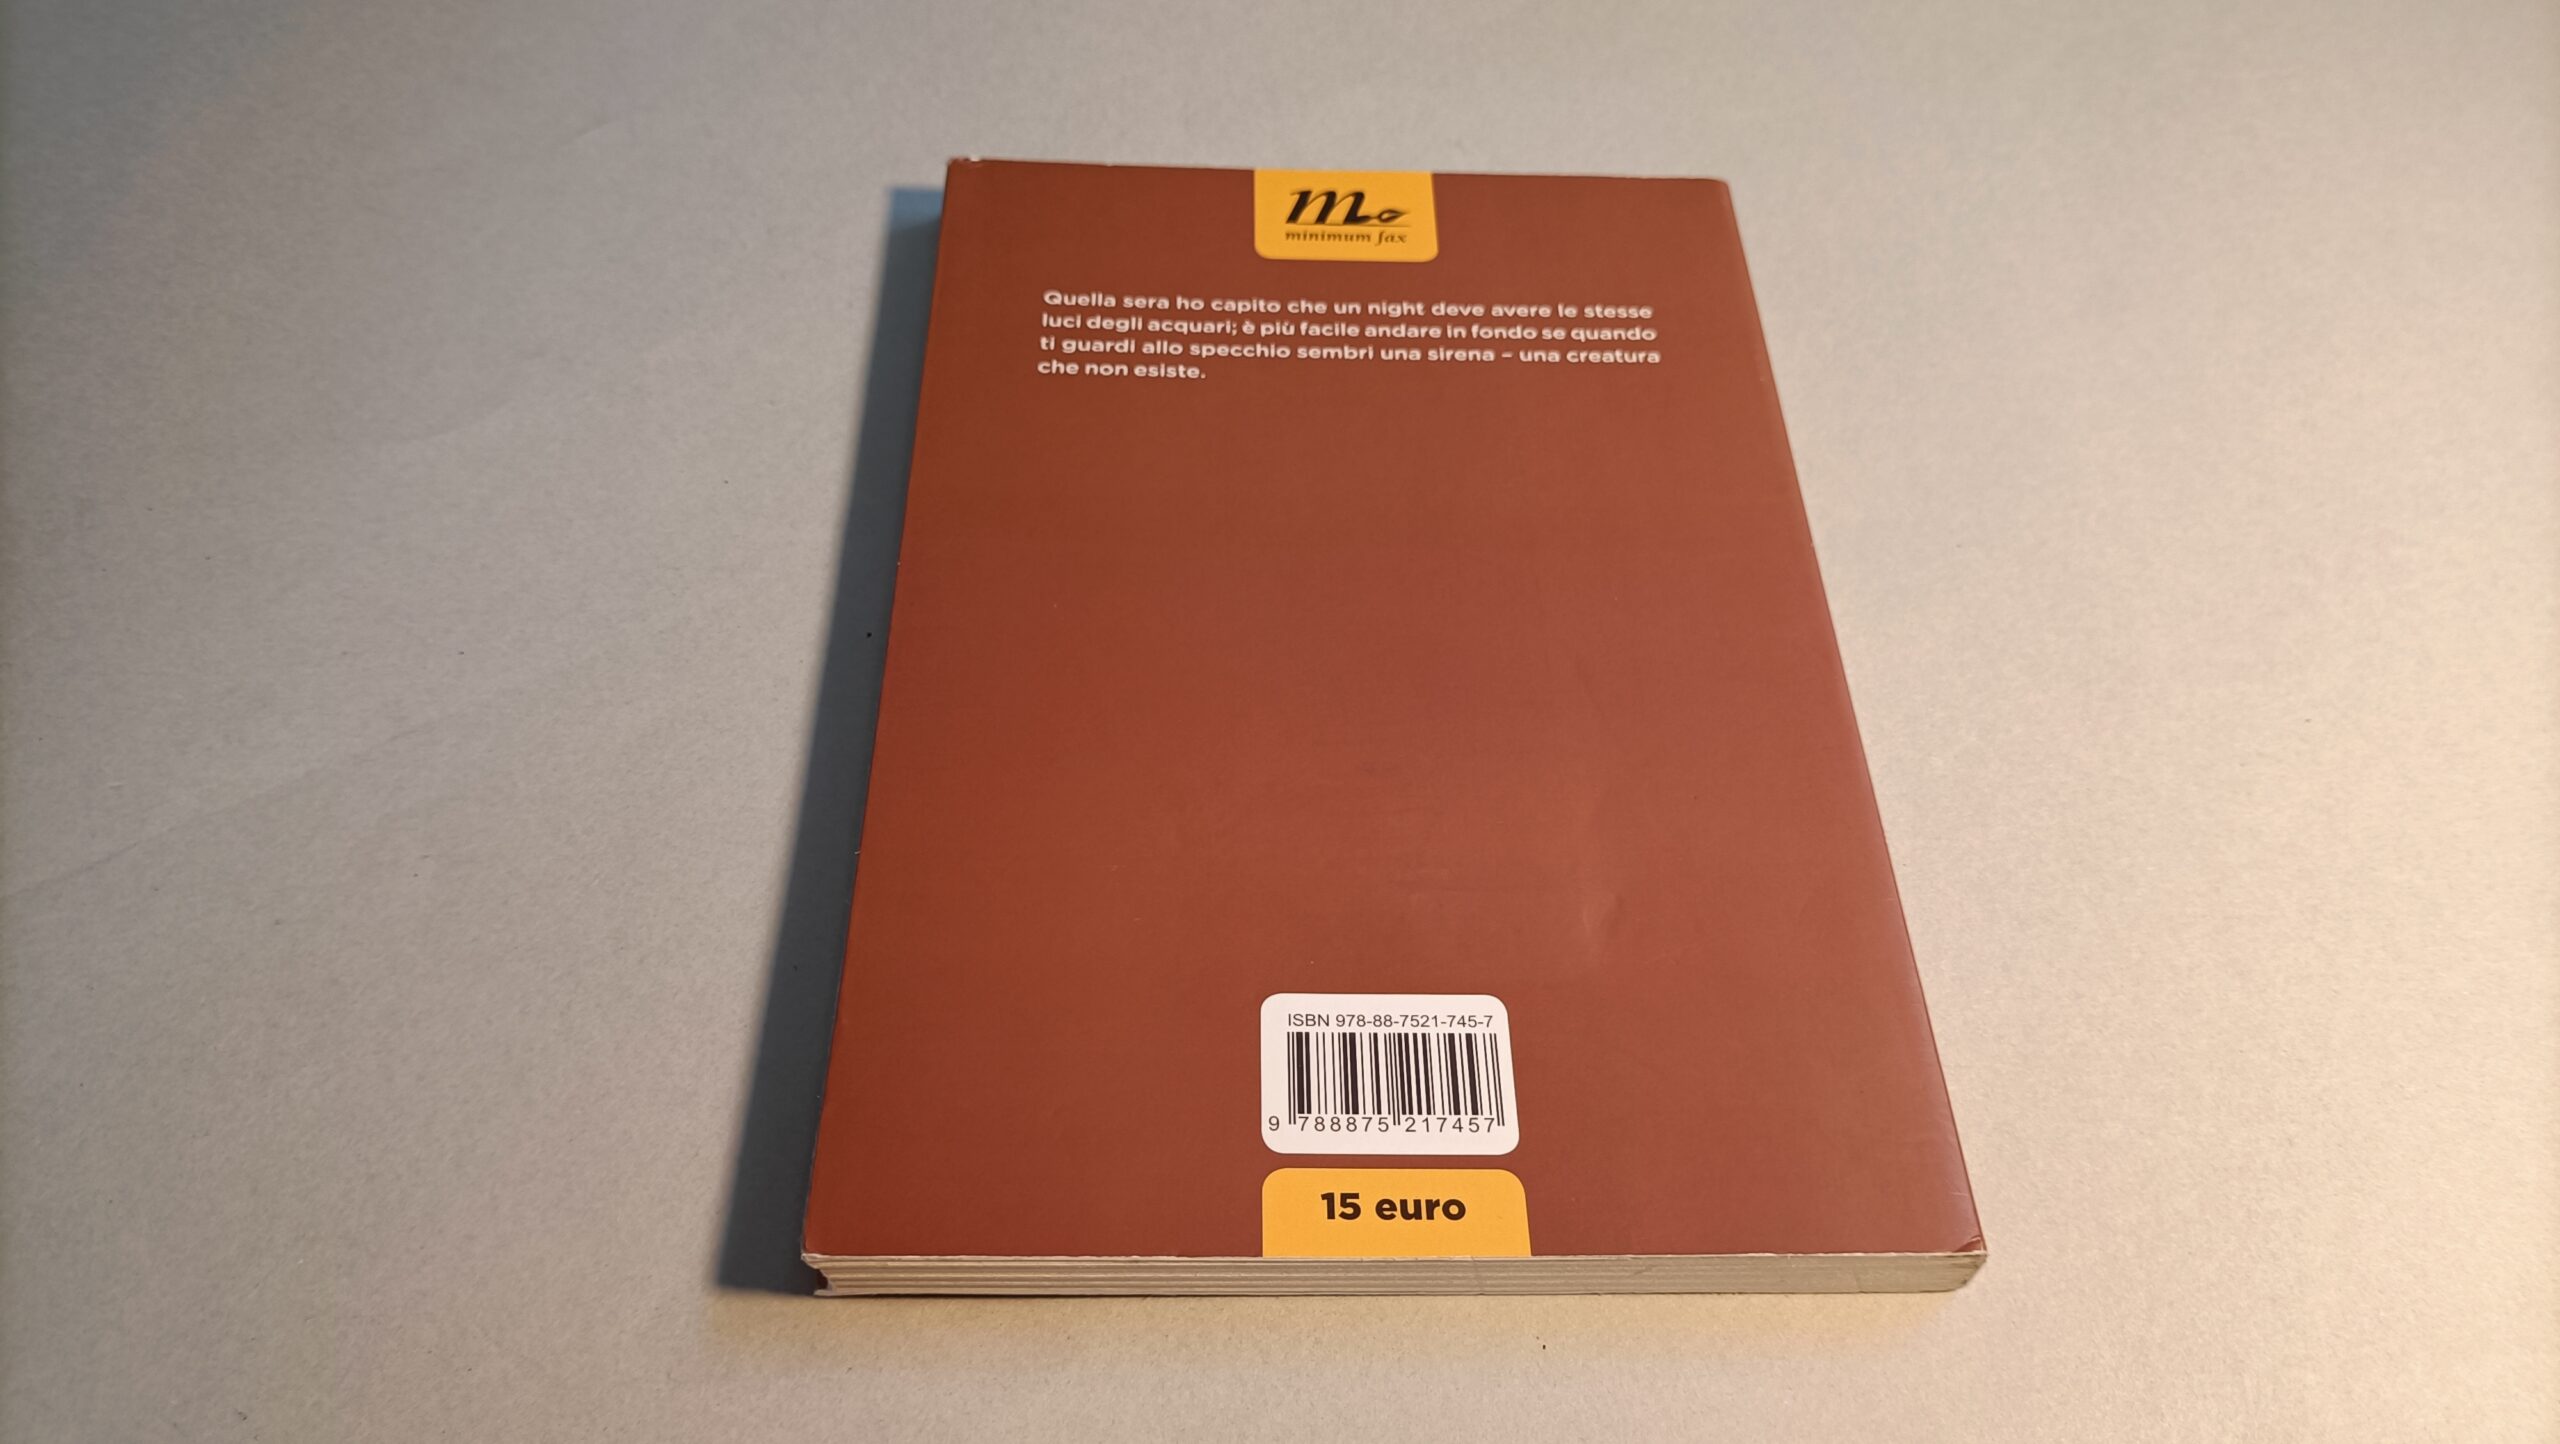 m
minimum fax
Quella sera ho capito che un night deve avere le stesse
luci degli acquari; è più facile andare in fondo se quando
ti guardi allo specchio sembri una sirena – una creatura
che non esiste.
ISBN 978-88-7521-745-7
9 788875 217457
15 euro